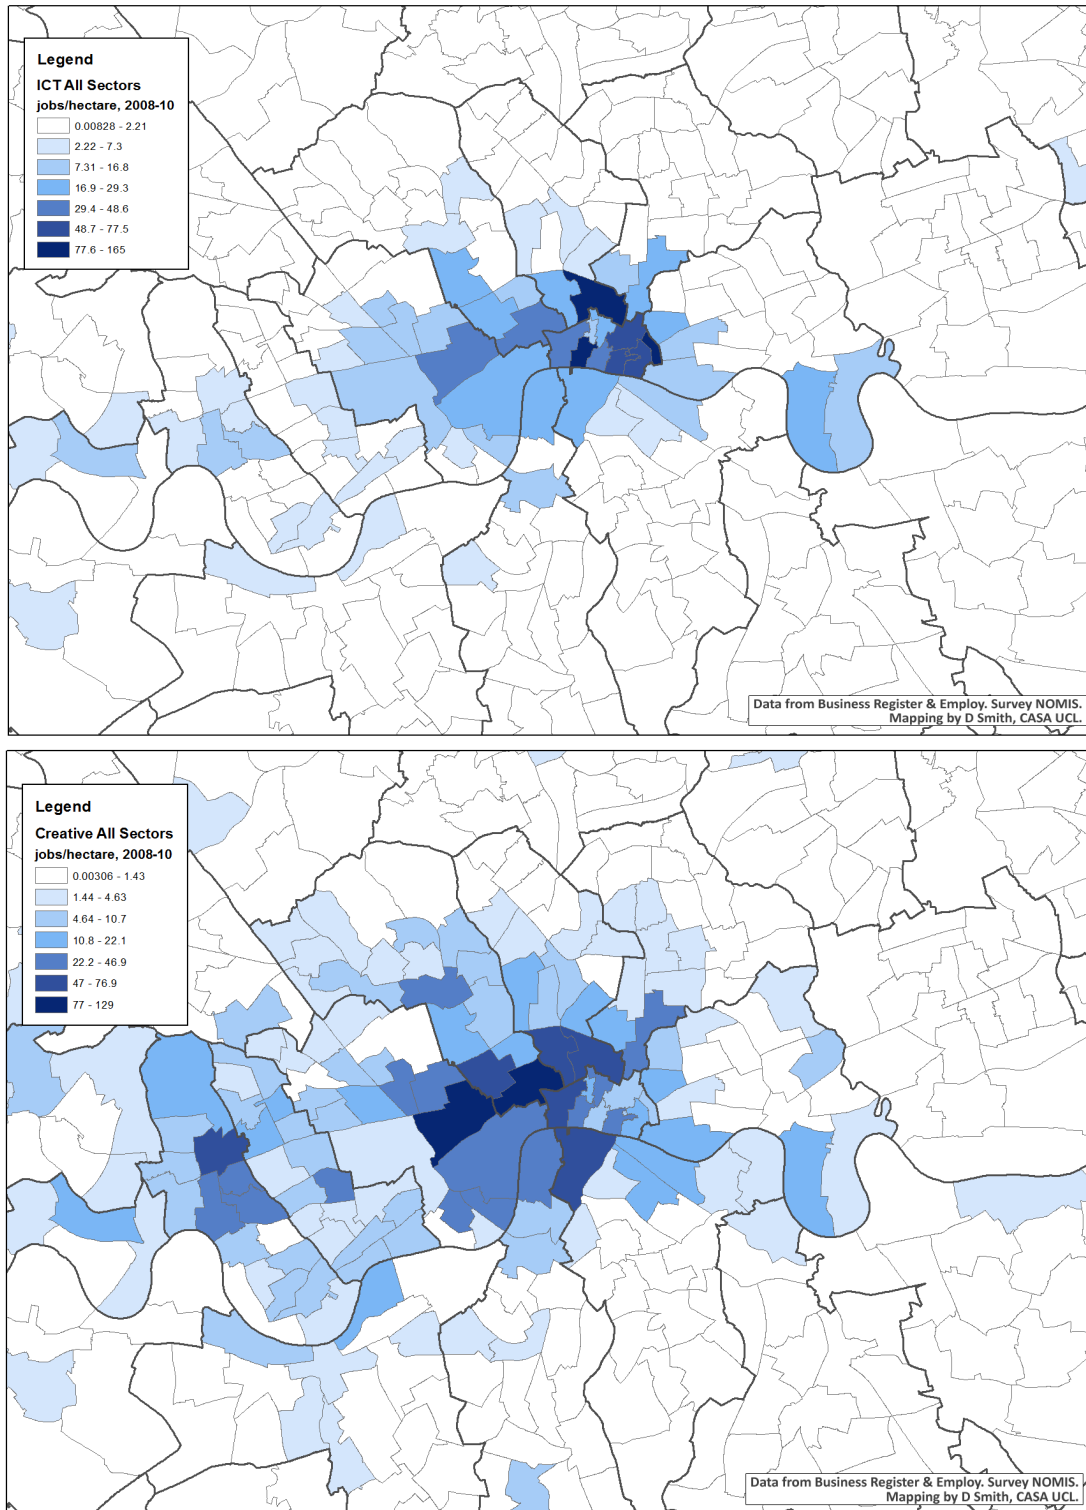 Legend
ICT All Sectors
jobs/hectare, 2008-10
0.00828 - 2.21
2.22 - 7.3
7.31 - 16.8
16.9 - 29.3
29.4 - 48.6
48.7 - 77.5
77.6 - 165
Data from Business Register & Employ. Survey NOMIS.
Mapping by D Smith, CASA UCL.
Legend
Creative All Sectors
jobs/hectare, 2008-10
0.00306 - 1.43
1.44 - 4.63
4.64 - 10.7
10.8 - 22.1
22.2 - 46.9
47 - 76.9
77 - 129
Data from Business Register & Employ. Survey NOMIS.
Mapping by D Smith, CASA UCL.